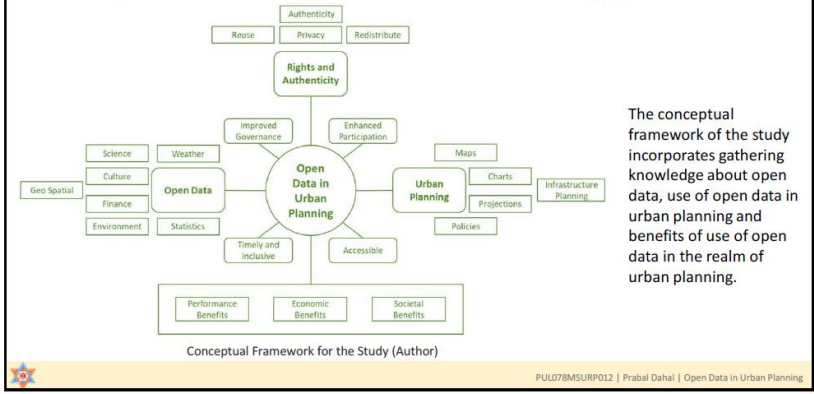 Authenticity
Reuse
Privacy
Redistribute
Rights and
Authenticity
Improved
Governance
Enhanced
Participation
Science
Weather
Culture
Geo Spatial
Open Data
Finance
Environment
Statistics
Open
Data in
Urban
Planning
Maps
Charts
Urban
Planning
Infrastructure
Planning
Projections
Policies
Timely and
Inclusive
Accessible
Performance
Benefits
Economic
Benefits
Societal
Benefits
Conceptual Framework for the Study (Author)
The conceptual
framework of the study
incorporates gathering
knowledge about open
data, use of open data in
urban planning and
benefits of use of open
data in the realm of
urban planning.
PUL078MSURP012 | Prabal Dahal | Open Data in Urban Planning